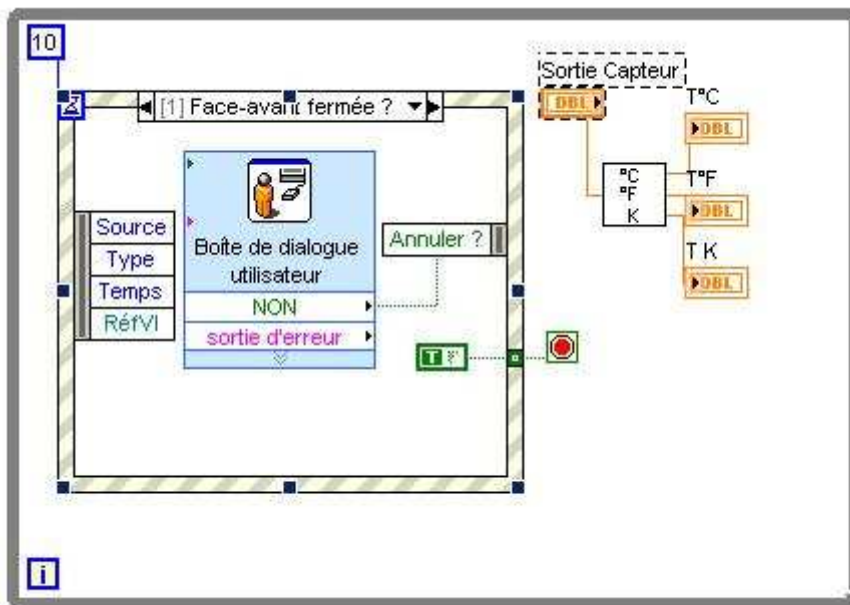 10
[1] Face-avant fermée ?
Sortie Capteur
DBL
T°C
DBL
°C
°F
K
T°F
DBL
T K
DBL
Source
Type
Temps
RéfVI
Boîte de dialogue
utilisateur
NON
sortie d'erreur
Annuler ?
T
i